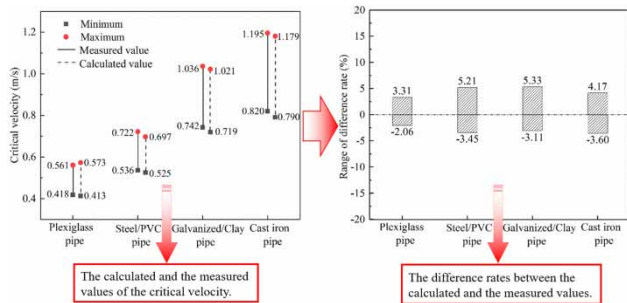 Minimum
Maximum
Measured value
Calculated value
Critical velocity (m/s)
1.2
1.0
0.8
0.6
0.4
0.561
0.573
0.418
0.413
0.722
0.697
0.536
0.525
1.036
1.021
0.742
0.719
1.195
1.179
0.820
0.790
Plexiglass pipe
Steel/PVC pipe
Galvanized/Clay pipe
Cast iron pipe
The calculated and the measured
values of the critical velocity.
Range of difference rate (%)
20
15
10
5
0
-5
-10
-15
-20
3.31
5.21
5.33
4.17
-2.06
-3.45
-3.11
-3.60
Plexiglass pipe
Steel/PVC pipe
Galvanized/Clay pipe
Cast iron pipe
The difference rates between the
calculated and the measured values.